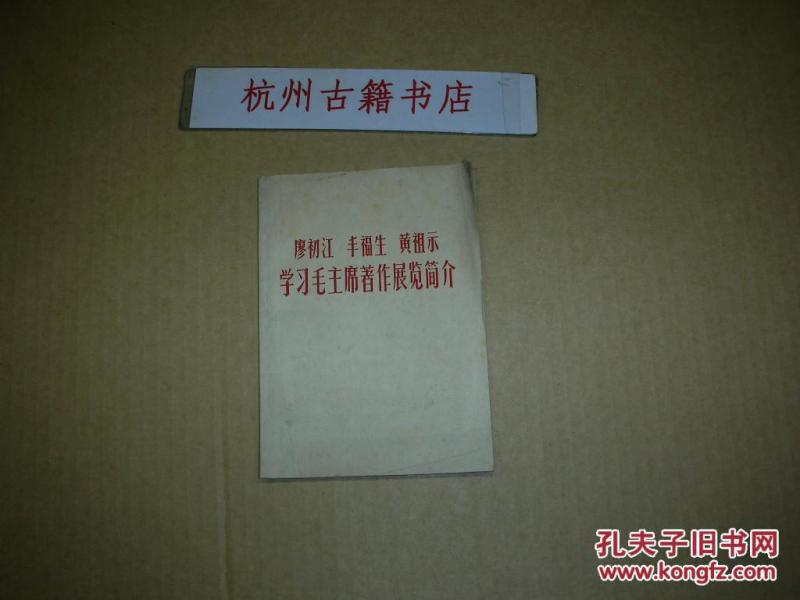 杭州古籍书店
廖初江 丰福生 黄祖示
学习毛主席著作展览简介
孔夫子旧书网
www.kongfz.com